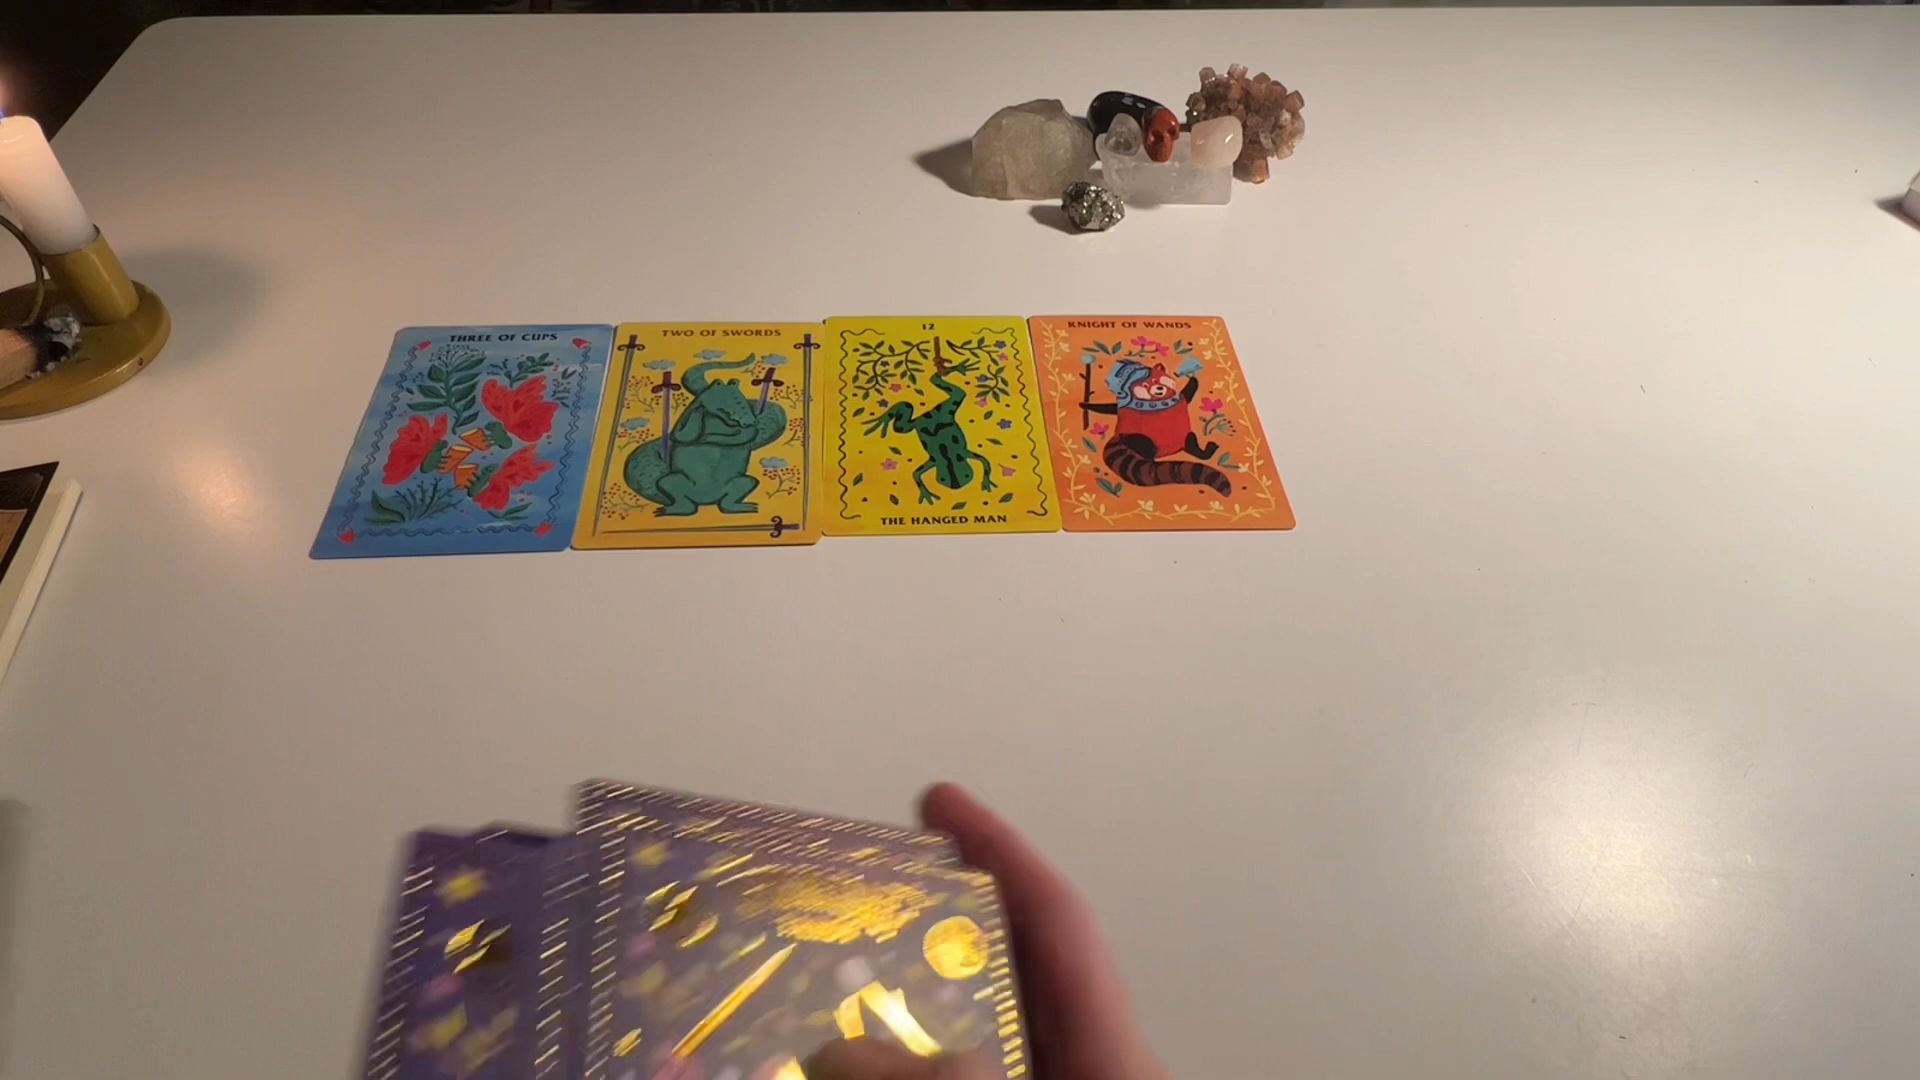 THREE OF CUPS
TWO OF SWORDS
12
THE HANGED MAN
KNIGHT OF WANDS